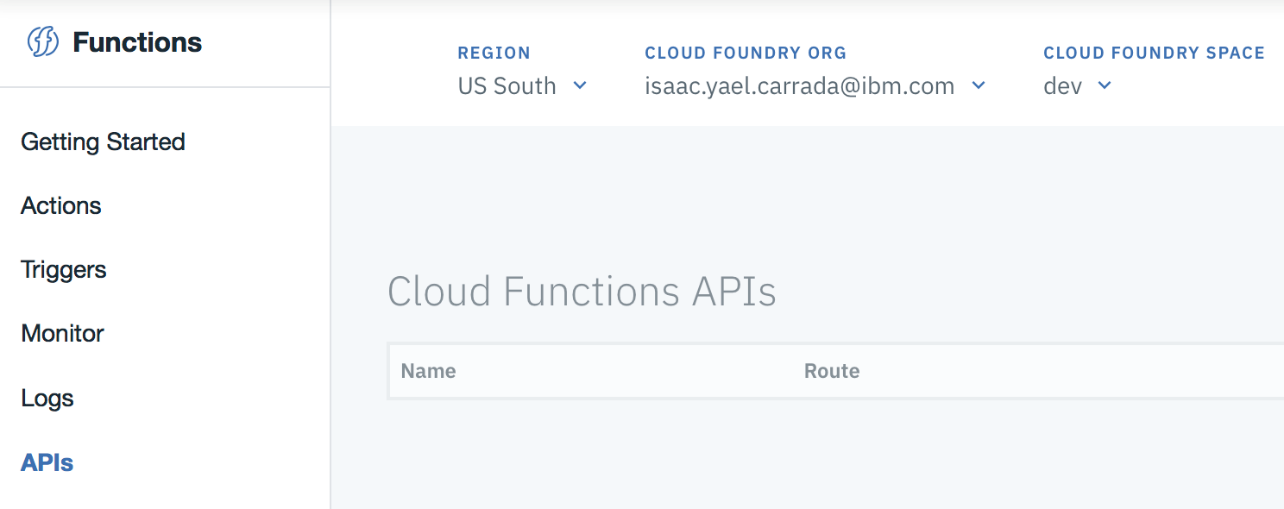 Functions
Getting Started
Actions
Triggers
Monitor
Logs
APIs
REGION
US South
CLOUD FOUNDRY ORG
isaac.yael.carrada@ibm.com
CLOUD FOUNDRY SPACE
dev
Cloud Functions APIs
Name Route